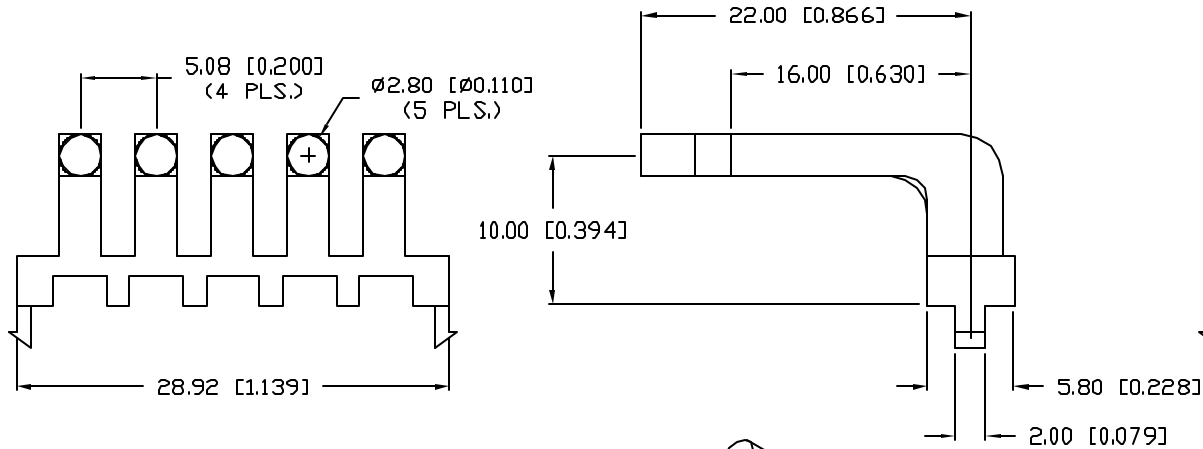 22.00 [0.866]
5.08 [0.200]
(4 PLS.)
16.00 [0.630]
Ø2.80 [Ø0.110]
(5 PLS.)
10.00 [0.394]
28.92 [1.139]
5.80 [0.228]
2.00 [0.079]